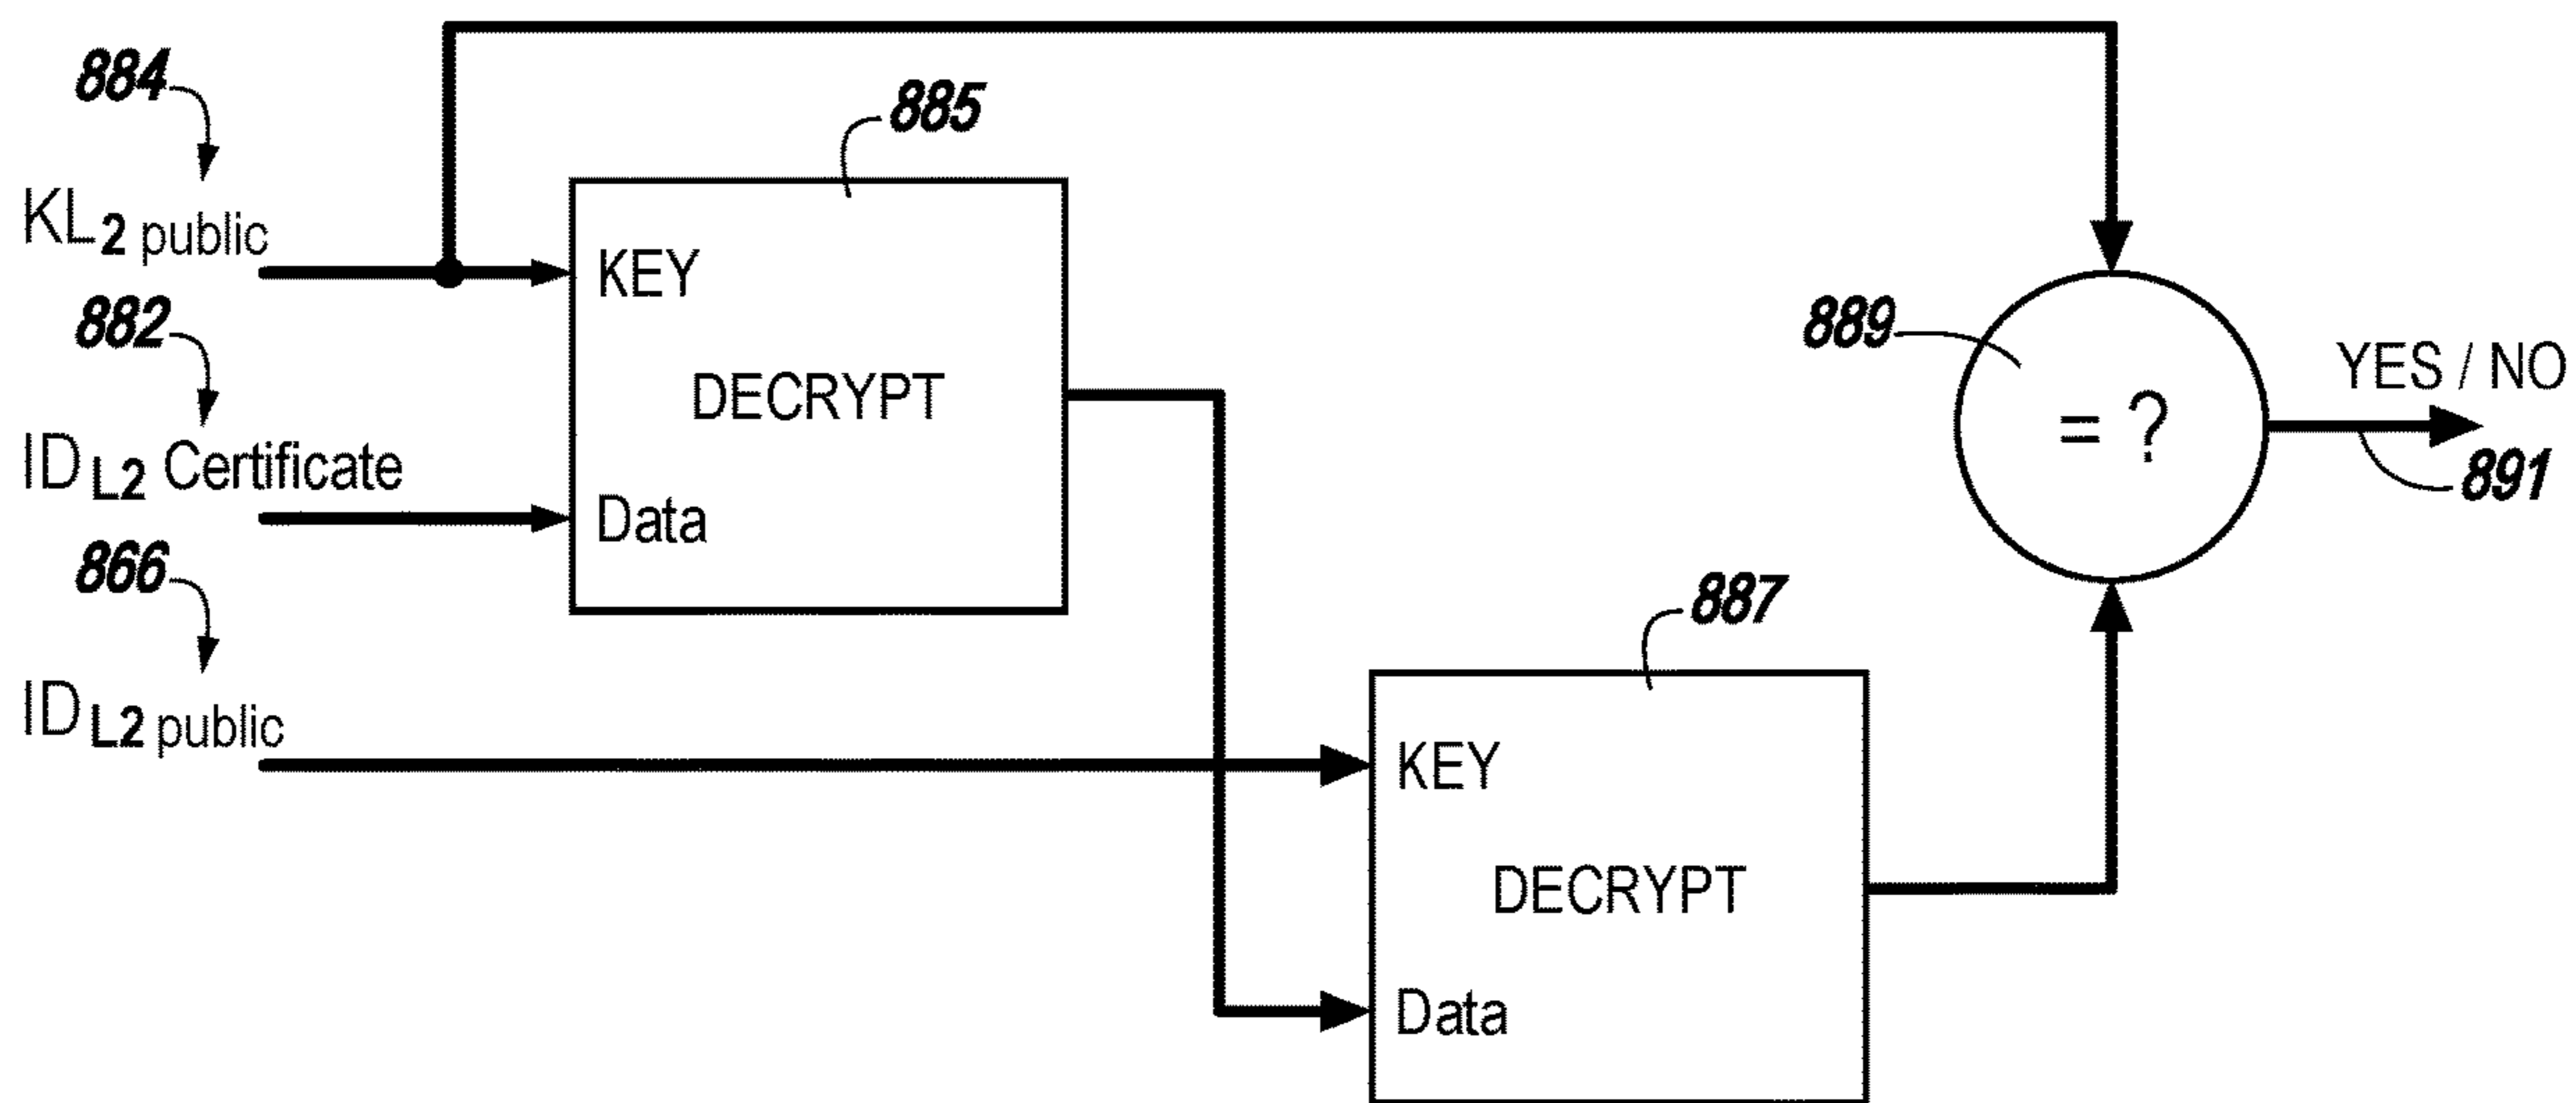 884
885
KL2 public
KEY
882
889
YES / NO
DECRYPT
= ?
ID L2 Certificate
891
Data
866
887
ID L2 public
KEY
DECRYPT
Data